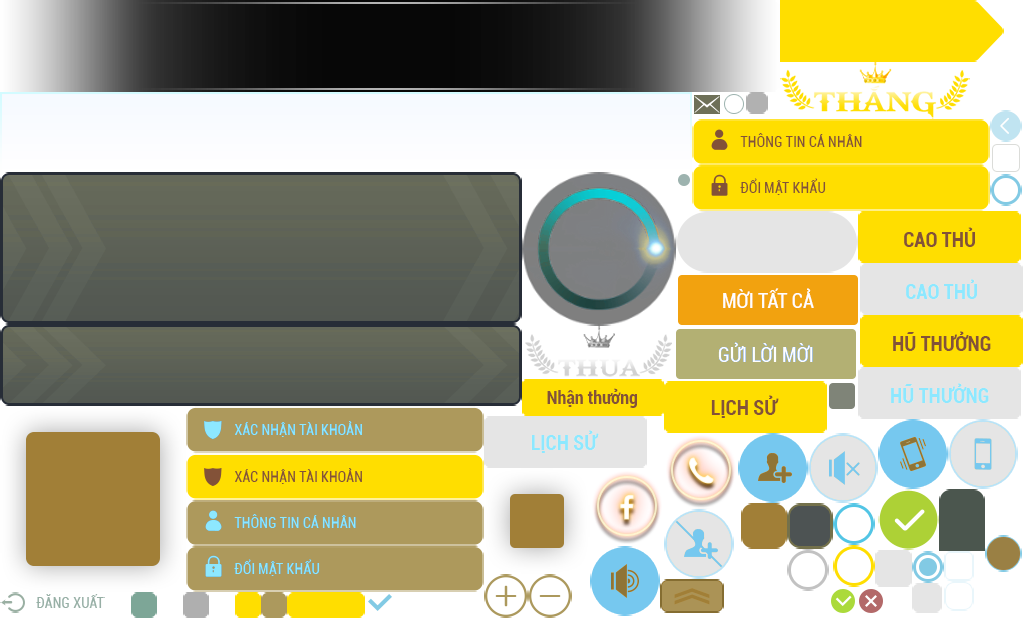 THẮNG
THÔNG TIN CÁ NHÂN
ĐỔI MẬT KHẨU
CAO THỦ
CAO THỦ
MỜI TẤT CẢ
HŨ THƯỞNG
GỬI LỜI MỜI
THUA
HŨ THƯỞNG
Nhận thưởng
LỊCH SỬ
XÁC NHẬN TÀI KHOẢN
LỊCH SỬ
XÁC NHẬN TÀI KHOẢN
THÔNG TIN CÁ NHÂN
ĐỔI MẬT KHẨU
ĐĂNG XUẤT